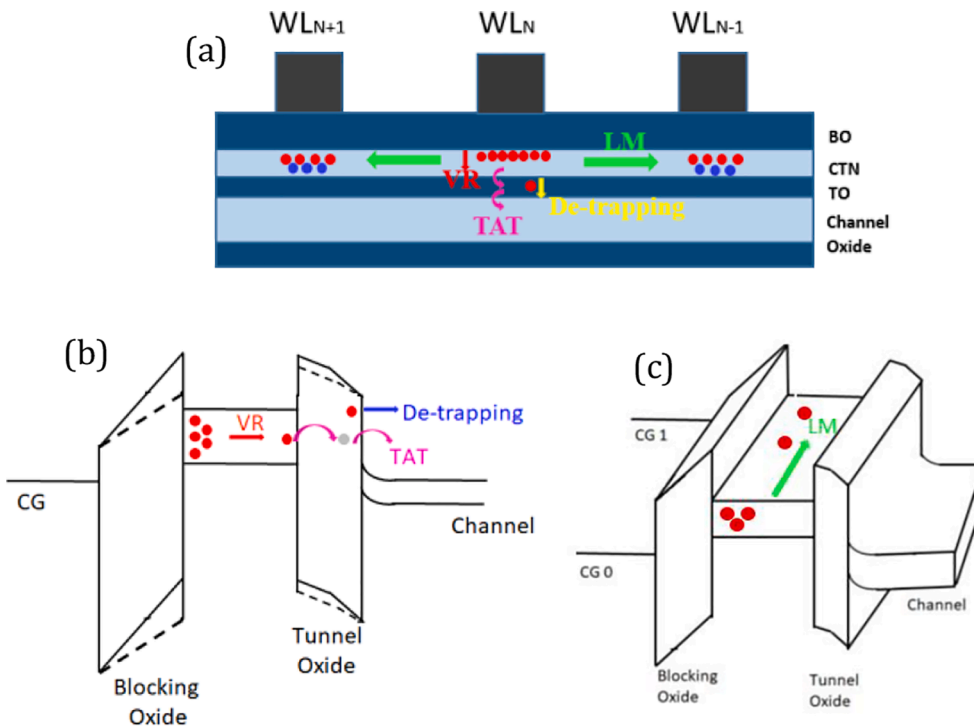 (a)
WLN+1
WLN
WLN-1
BO
LM
CTN
VR
TO
De-trapping
TAT
Channel
Oxide
(b)
VR
De-trapping
TAT
CG
Channel
Tunnel
Oxide
Blocking
Oxide
(c)
CG 1
LM
CG 0
Channel
Blocking
Oxide
Tunnel
Oxide